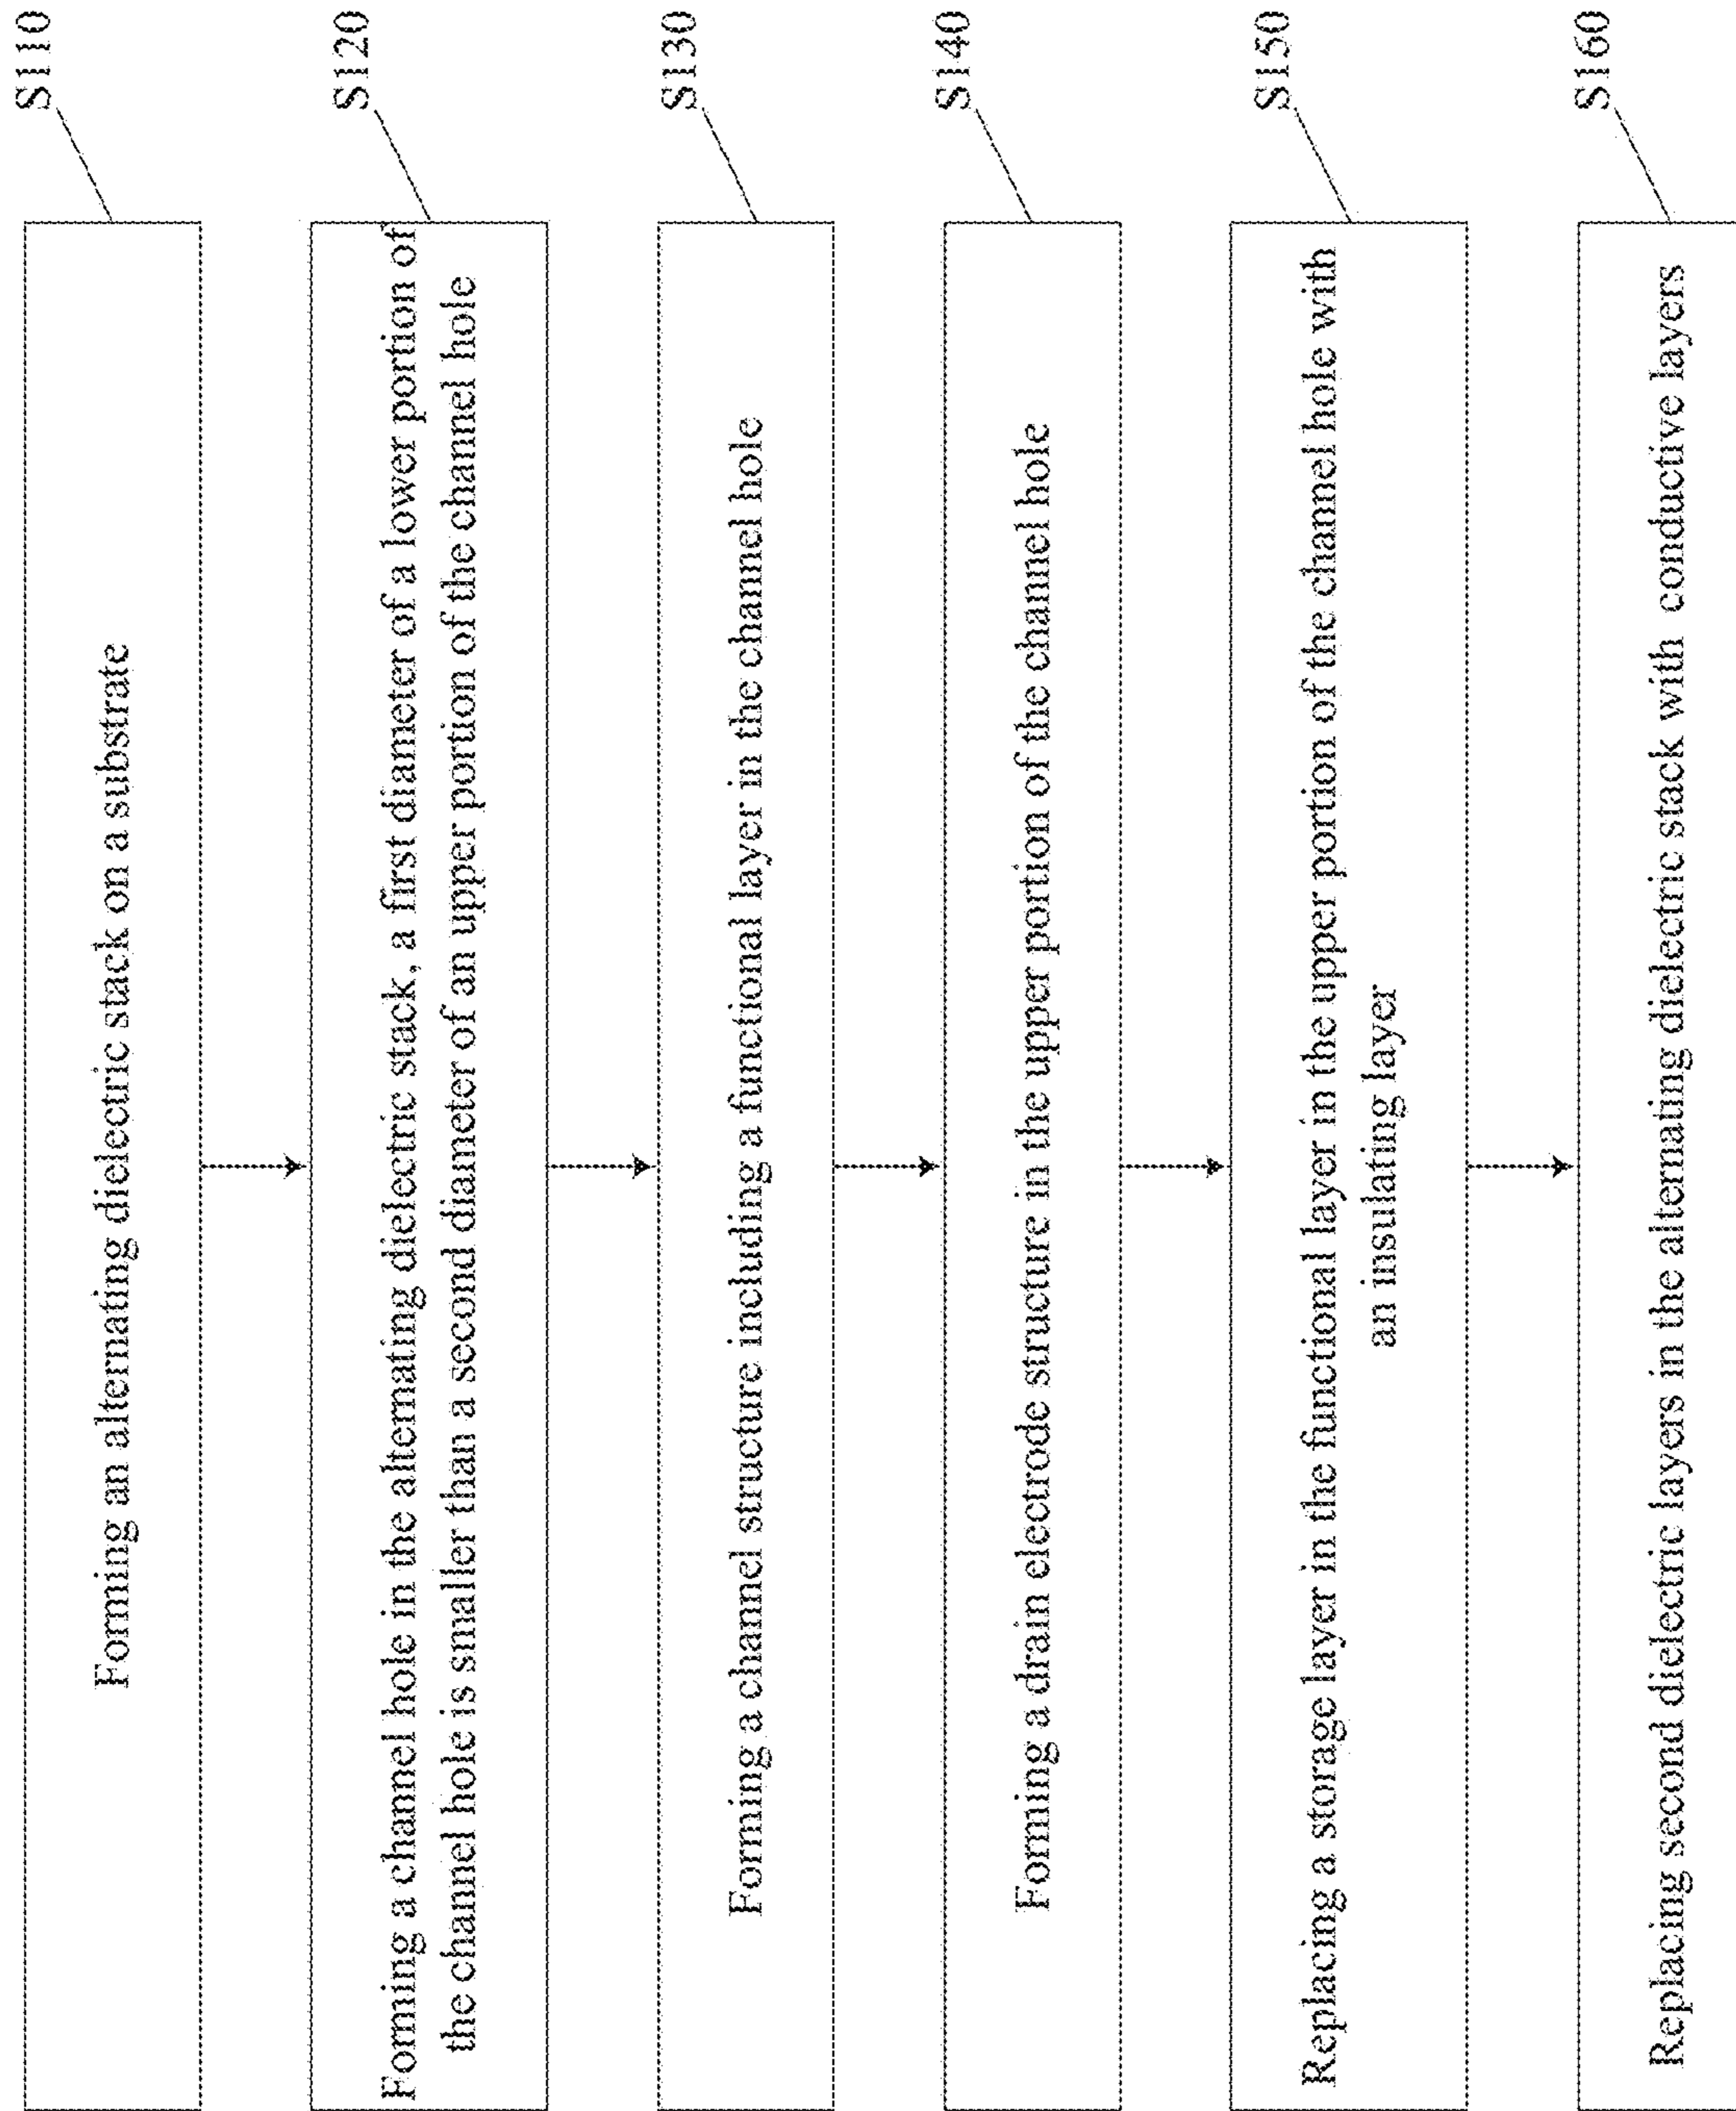 S110
Forming an alternating dielectric stack on a substrate
S120
Forming a channel hole in the alternating dielectric stack, a first diameter of a lower portion of
the channel hole is smaller than a second diameter of an upper portion of the channel hole
S130
Forming a channel structure including a functional layer in the channel hole
S140
Forming a drain electrode structure in the upper portion of the channel hole
S150
Replacing a storage layer in the functional layer in the upper portion of the channel hole with
an insulating layer
S160
Replacing second dielectric layers in the alternating dielectric stack with conductive layers